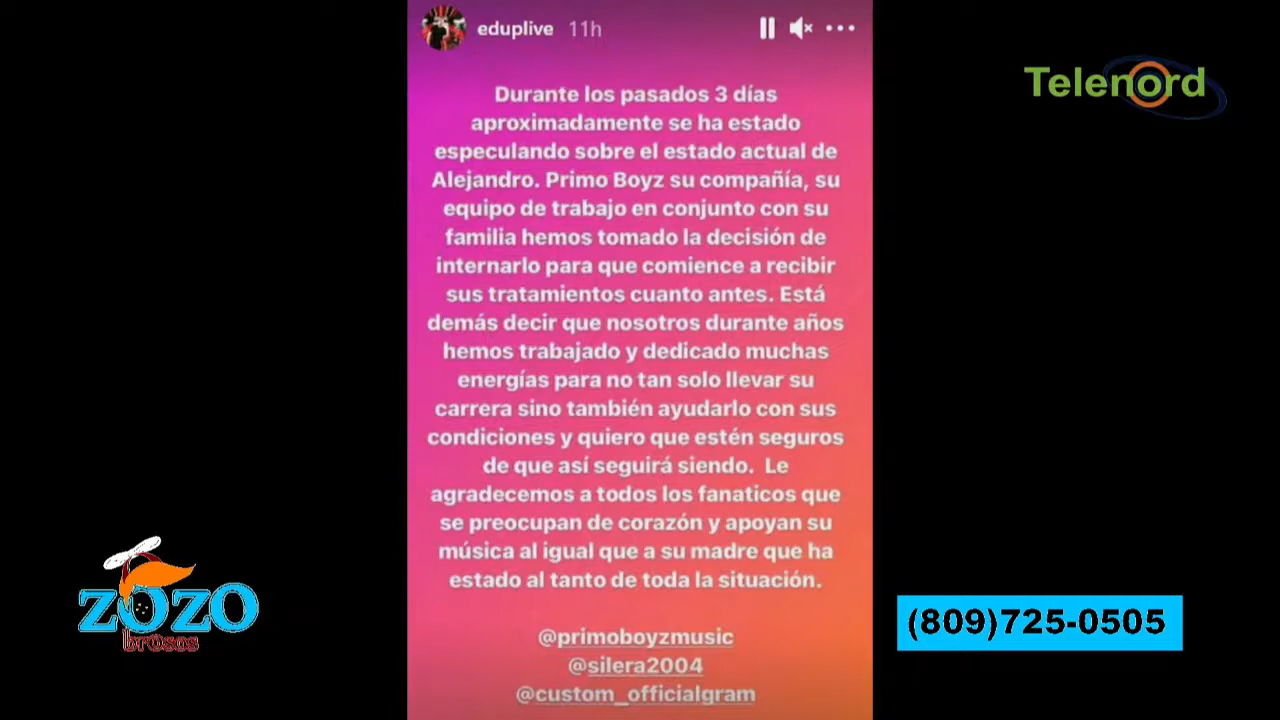 eduplive 11h
Telenord
Durante los pasados 3 días
aproximadamente se ha estado
especulando sobre el estado actual de
Alejandro. Primo Boyz su compañía, su
equipo de trabajo en conjunto con su
familia hemos tomado la decisión de
internarlo para que comience a recibir
sus tratamientos cuanto antes. Está
demás decir que nosotros durante años
hemos trabajado y dedicado muchas
energías para no tan solo llevar su
carrera sino también ayudarlo con sus
condiciones y quiero que estén seguros
de que así seguirá siendo.  Le
agradecemos a todos los fanaticos que
se preocupan de corazón y apoyan su
música al igual que a su madre que ha
estado al tanto de toda la situación.
@primoboyzmusic
@silera2004
@custom_officialgram
zozo
brosos
(809)725-0505